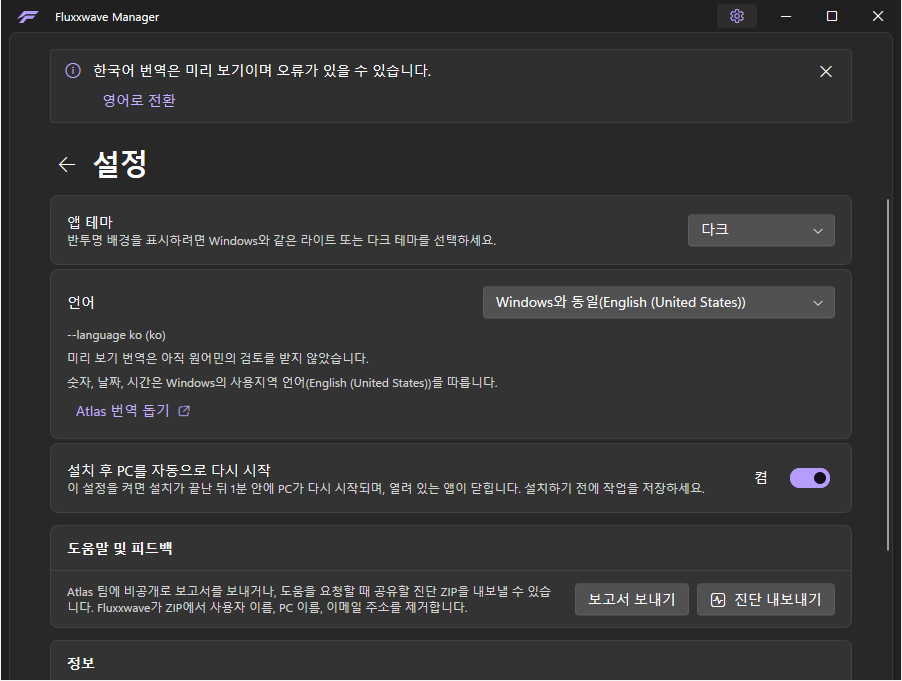 Fluxxwave Manager
한국어 번역은 미리 보기이며 오류가 있을 수 있습니다.
영어로 전환
설정
앱 테마
반투명 배경을 표시하려면 Windows와 같은 라이트 또는 다크 테마를 선택하세요.
다크
언어
Windows와 동일(English (United States))
--language ko (ko)
미리 보기 번역은 아직 원어민의 검토를 받지 않았습니다.
숫자, 날짜, 시간은 Windows의 사용지역 언어(English (United States))를 따릅니다.
Atlas 번역 돕기
설치 후 PC를 자동으로 다시 시작
이 설정을 켜면 설치가 끝난 뒤 1분 안에 PC가 다시 시작되며, 열려 있는 앱이 닫힙니다. 설치하기 전에 작업을 저장하세요.
켬
도움말 및 피드백
Atlas 팀에 비공개로 보고서를 보내거나, 도움을 요청할 때 공유할 진단 ZIP을 내보낼 수 있습
니다. Fluxxwave가 ZIP에서 사용자 이름, PC 이름, 이메일 주소를 제거합니다.
보고서 보내기
진단 내보내기
정보